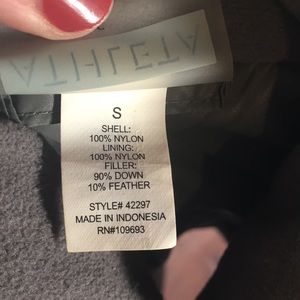 ATHLETA
S
SHELL:
100% NYLON
LINING:
100% NYLON
FILLER:
90% DOWN
10% FEATHER
STYLE# 42297
MADE IN INDONESIA
RN#109693